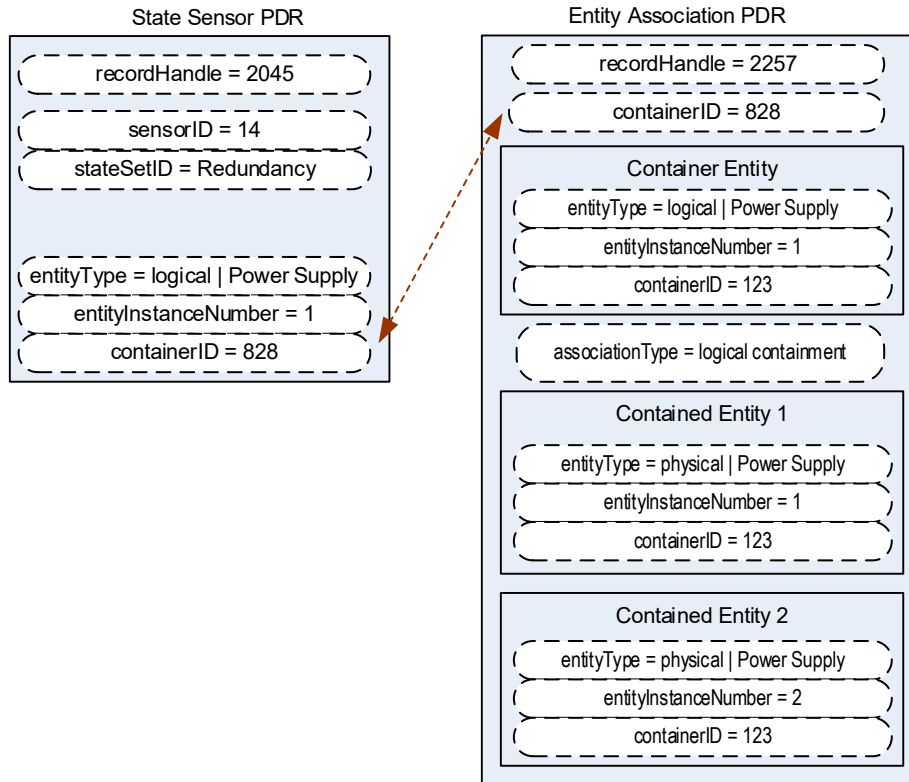 State Sensor PDR
recordHandle = 2045
sensorID = 14
stateSetID = Redundancy
entityType = logical | Power Supply
entityInstanceNumber = 1
containerID = 828
Entity Association PDR
recordHandle = 2257
containerID = 828
Container Entity
entityType = logical | Power Supply
entityInstanceNumber = 1
containerID = 123
associationType = logical containment
Contained Entity 1
entityType = physical | Power Supply
entityInstanceNumber = 1
containerID = 123
Contained Entity 2
entityType = physical | Power Supply
entityInstanceNumber = 2
containerID = 123